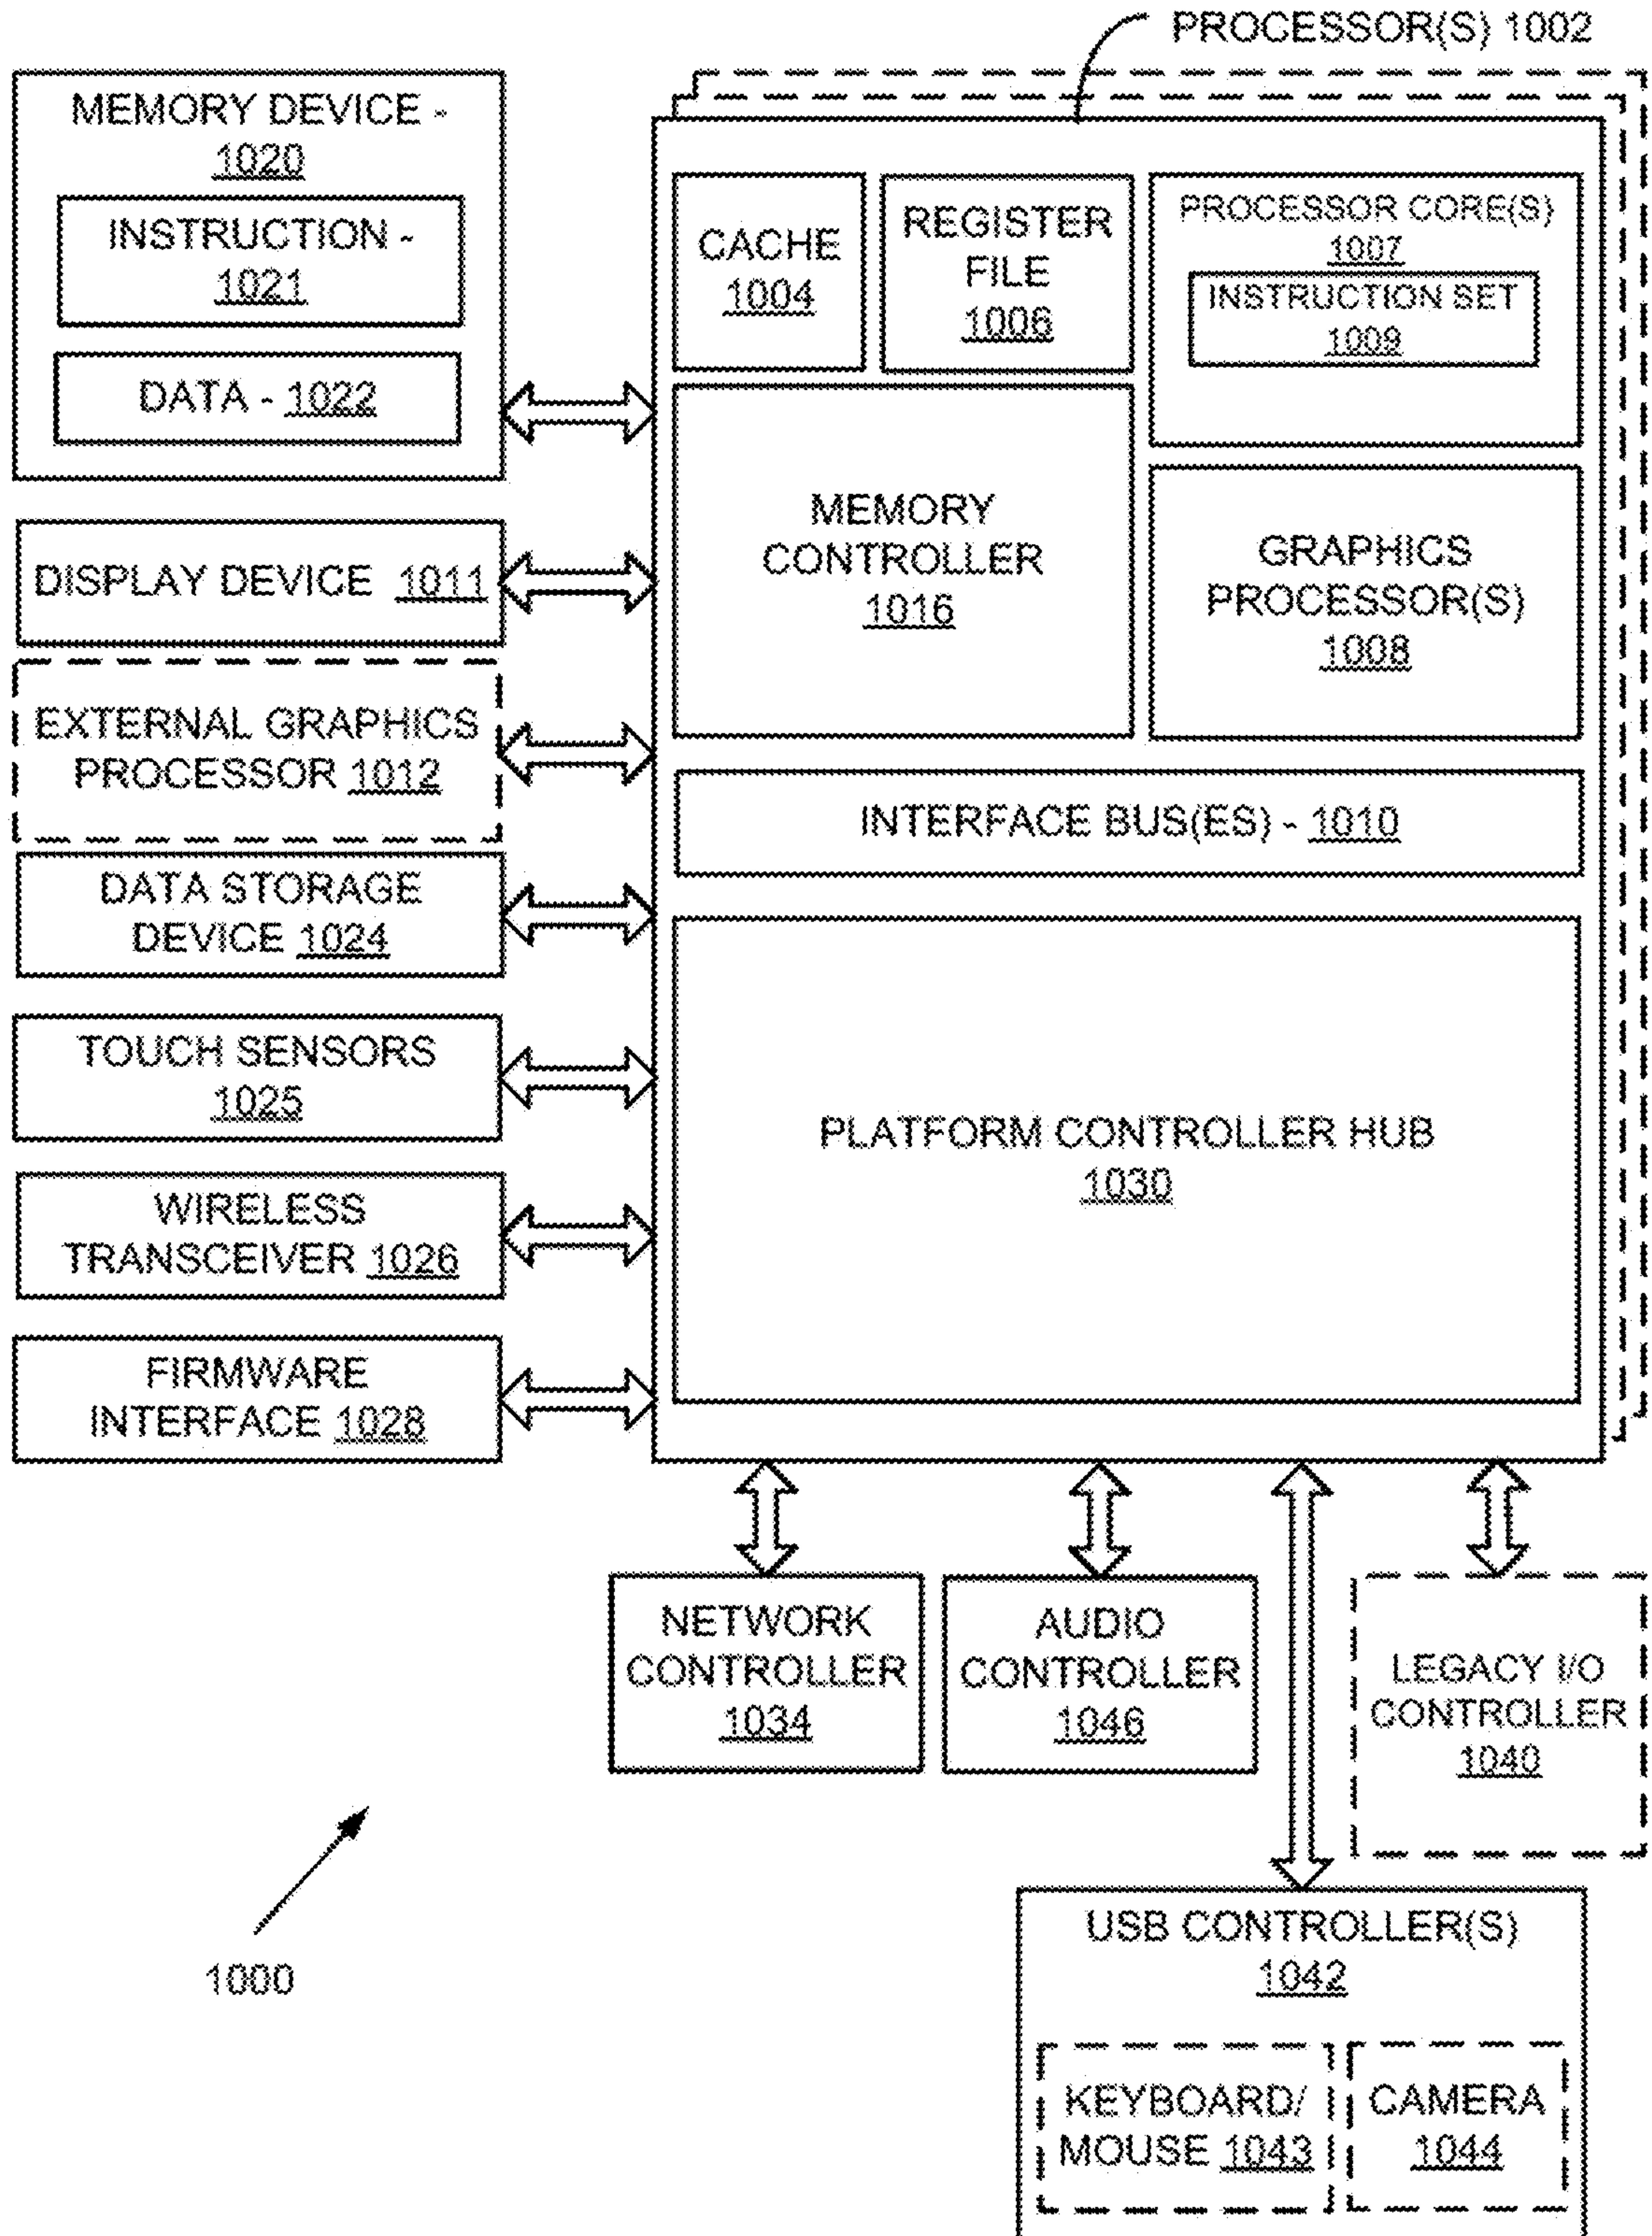 PROCESSOR(S) 1002
MEMORY DEVICE -
1020
INSTRUCTION -
1021
DATA - 1022
DISPLAY DEVICE 1011
EXTERNAL GRAPHICS
PROCESSOR 1012
DATA STORAGE
DEVICE 1024
TOUCH SENSORS
1025
WIRELESS
TRANSCEIVER 1026
FIRMWARE
INTERFACE 1028
CACHE
1004
REGISTER
FILE
1006
PROCESSOR CORE(S)
1007
INSTRUCTION SET
1009
MEMORY
CONTROLLER
1016
GRAPHICS
PROCESSOR(S)
1008
INTERFACE BUS(ES) - 1010
PLATFORM CONTROLLER HUB
1030
NETWORK
CONTROLLER
1034
AUDIO
CONTROLLER
1046
LEGACY I/O
CONTROLLER
1040
USB CONTROLLER(S)
1042
KEYBOARD/
MOUSE 1043
CAMERA
1044
1000